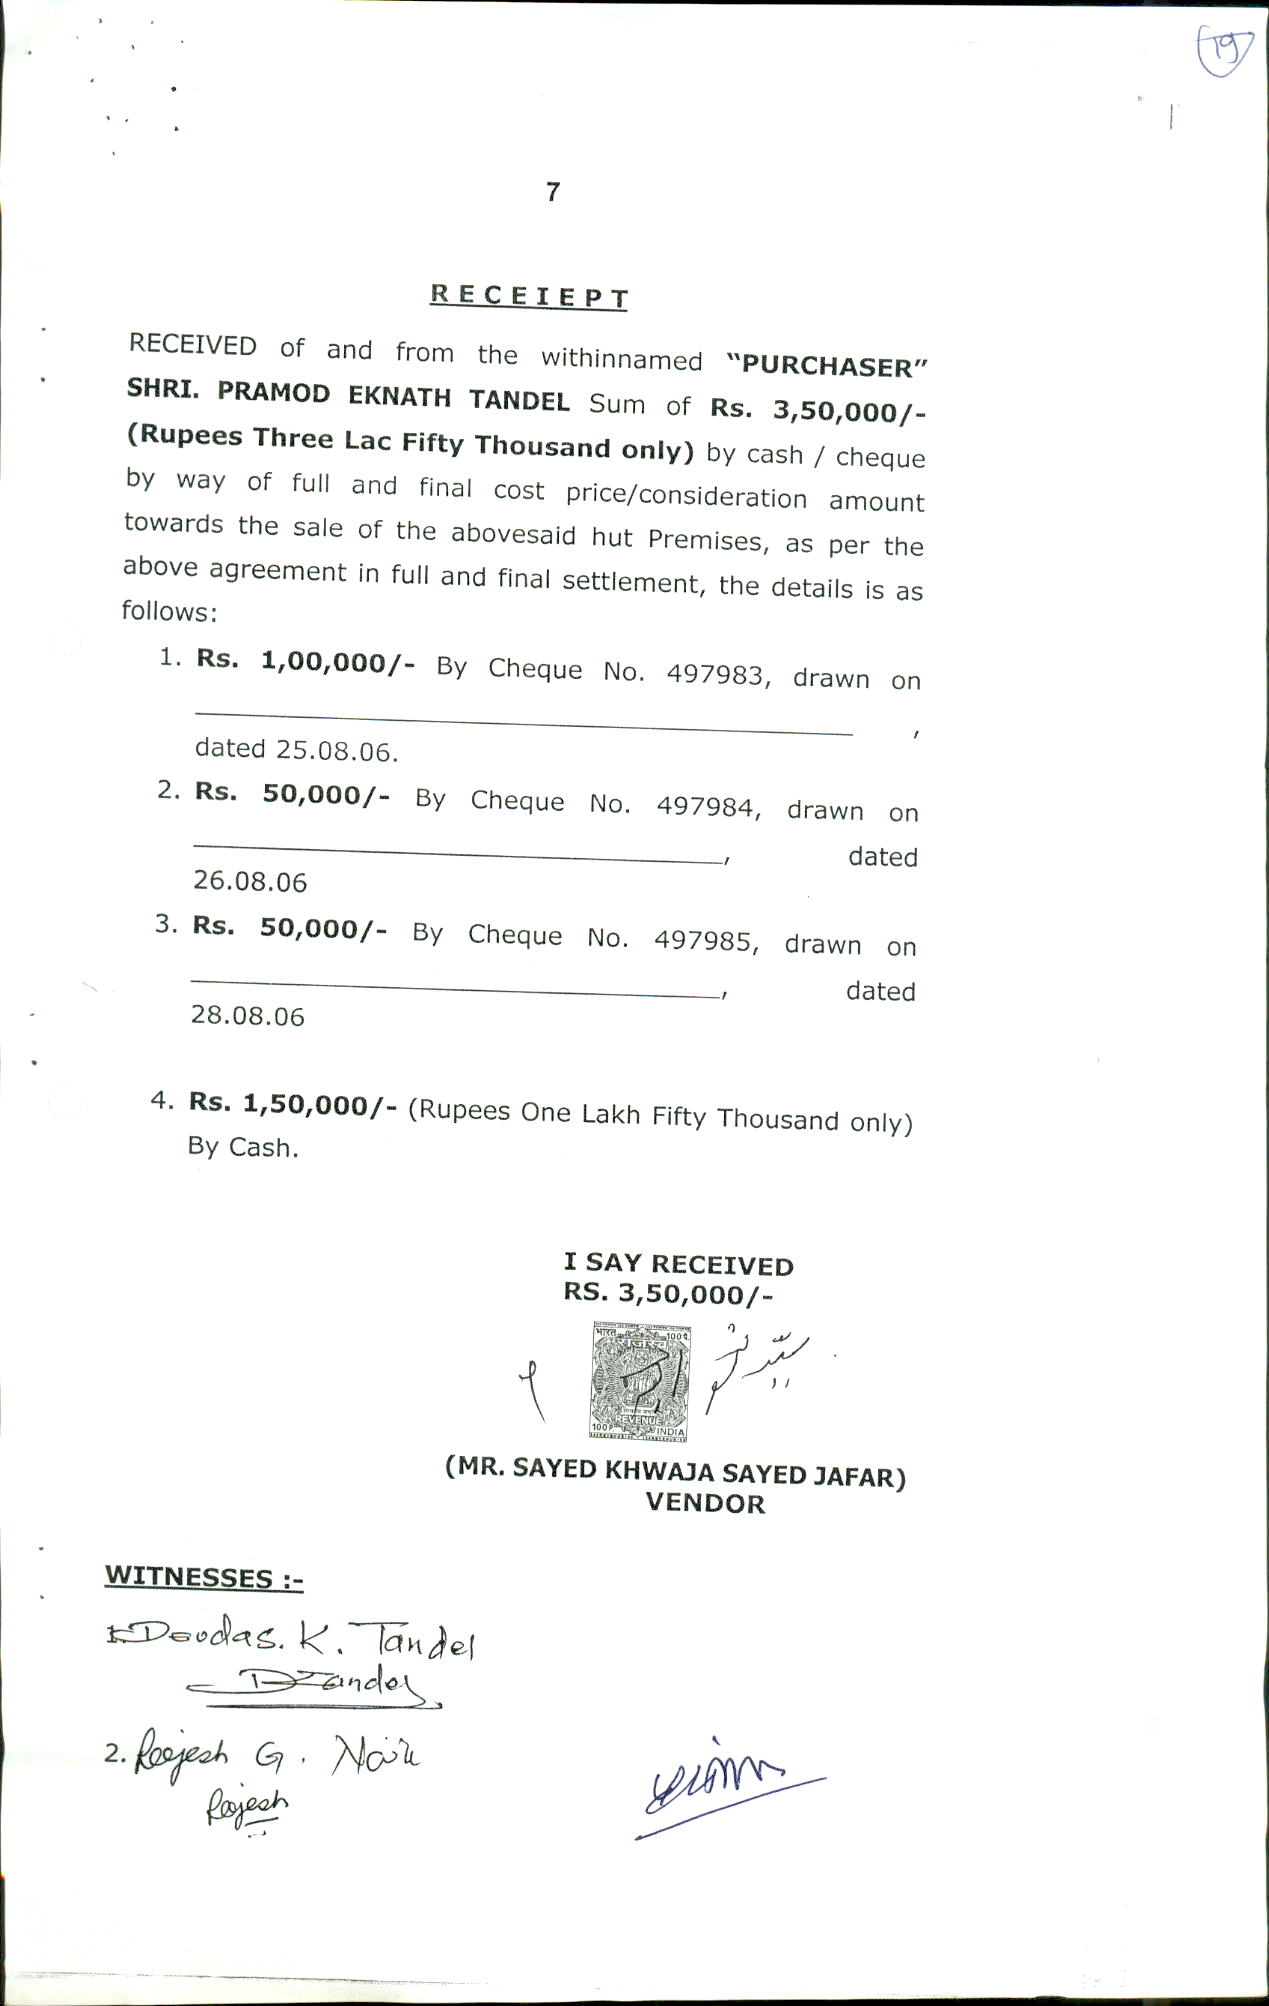 19
7
R E C E I E P T
RECEIVED of and from the withinnamed “PURCHASER”
SHRI. PRAMOD EKNATH TANDEL Sum of Rs. 3,50,000/-
(Rupees Three Lac Fifty Thousand only) by cash / cheque
by way of full and final cost price/consideration amount
towards the sale of the abovesaid hut Premises, as per the
above agreement in full and final settlement, the details is as
follows:
1. Rs. 1,00,000/- By Cheque No. 497983, drawn on
,
dated 25.08.06.
2. Rs. 50,000/- By Cheque No. 497984, drawn on
, dated
26.08.06
3. Rs. 50,000/- By Cheque No. 497985, drawn on
, dated
28.08.06
4. Rs. 1,50,000/- (Rupees One Lakh Fifty Thousand only)
By Cash.
I SAY RECEIVED
RS. 3,50,000/-
भारत 100
REVENUE
100 P. INDIA
(MR. SAYED KHWAJA SAYED JAFAR)
VENDOR
WITNESSES :-
1. Deodas. K. Tandel
DTandel
2. Rajesh G. Naik
Rajesh